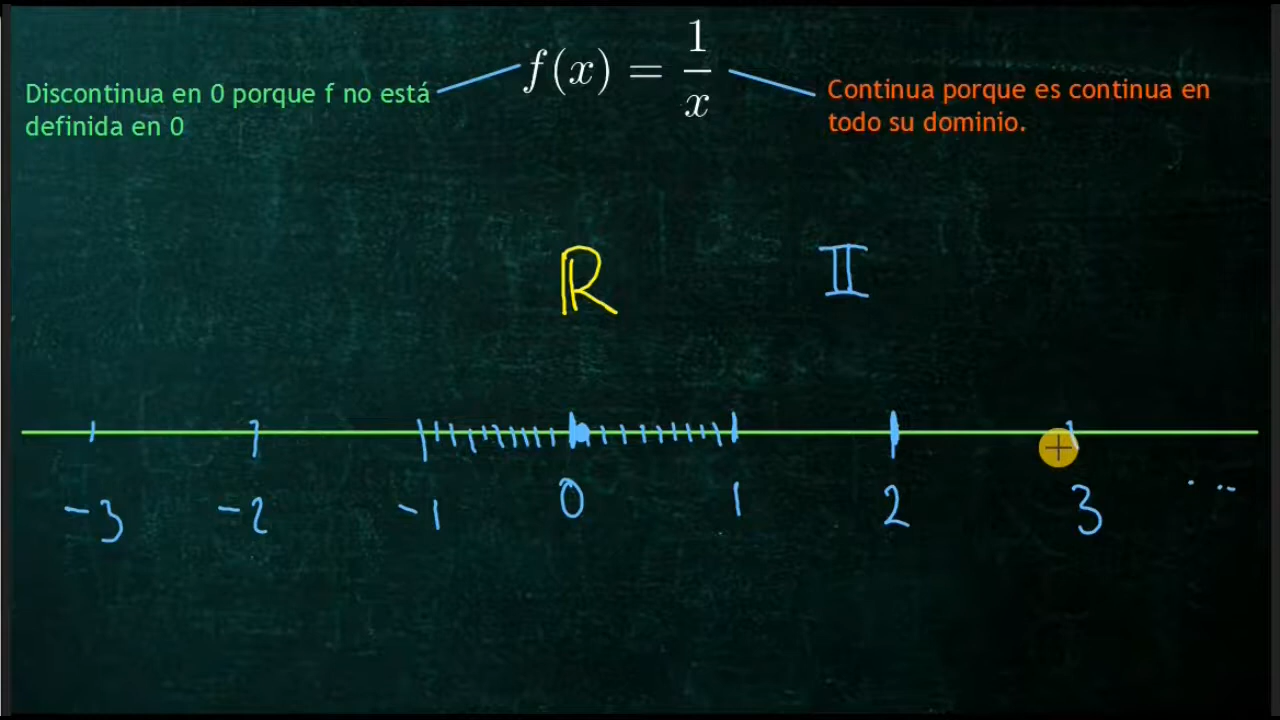 f(x) = 1/x
Discontinua en 0 porque f no está
definida en 0
Continua porque es continua en
todo su dominio.
ℝ 𝕀
-3 -2 -1 0 1 2 3 ...